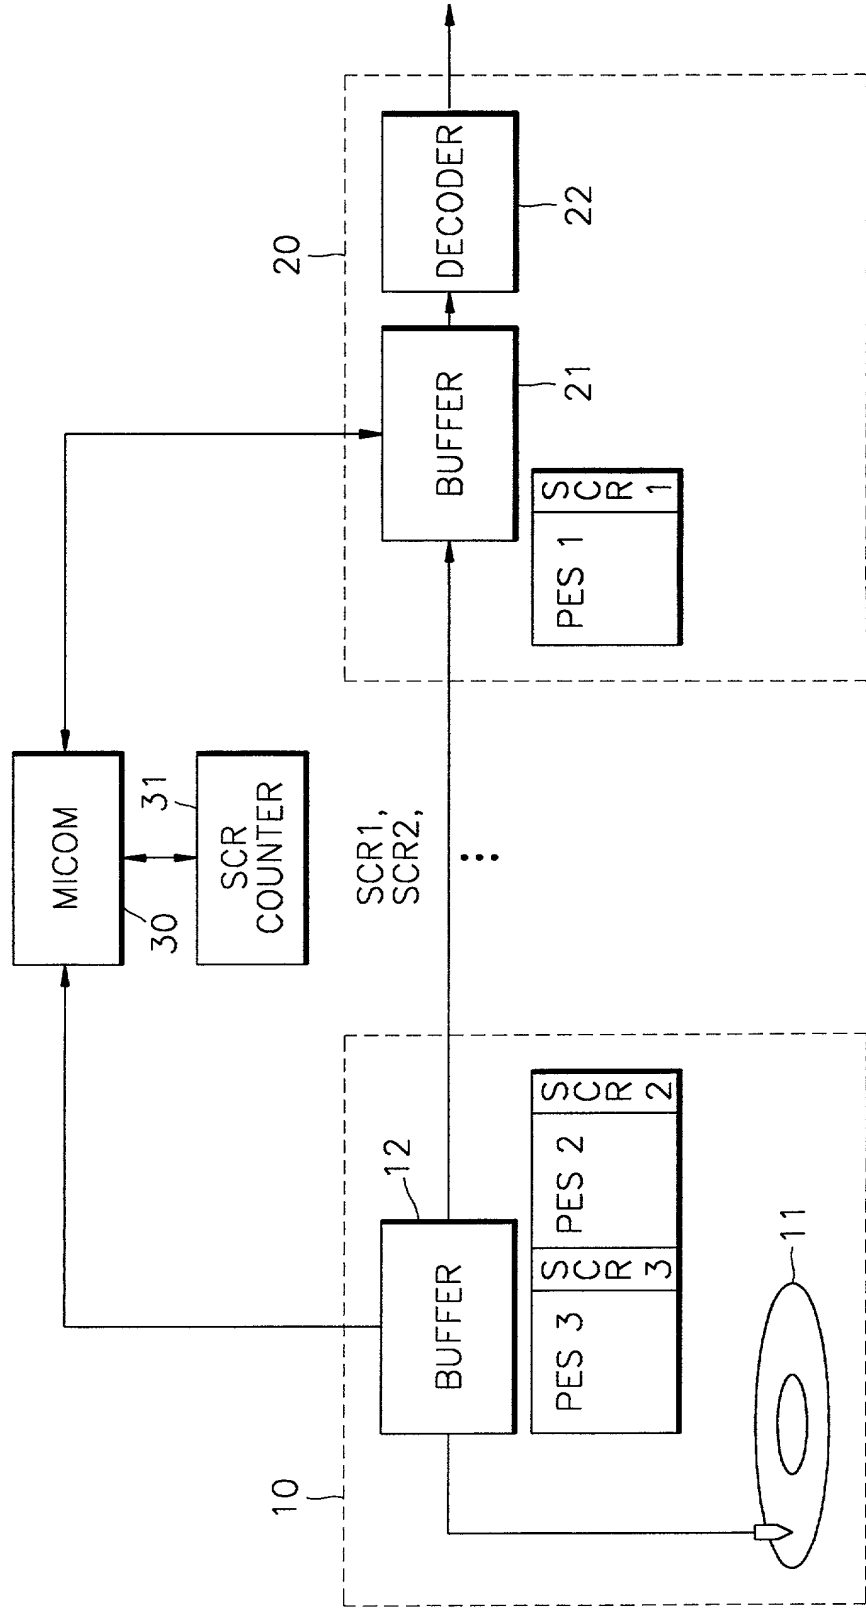 MICOM
30
31
SCR
COUNTER
10
BUFFER
12
PES 3
SCR 3
PES 2
SCR 2
11
SCR1,
SCR2,
...
20
BUFFER
21
PES 1
SCR 1
DECODER
22